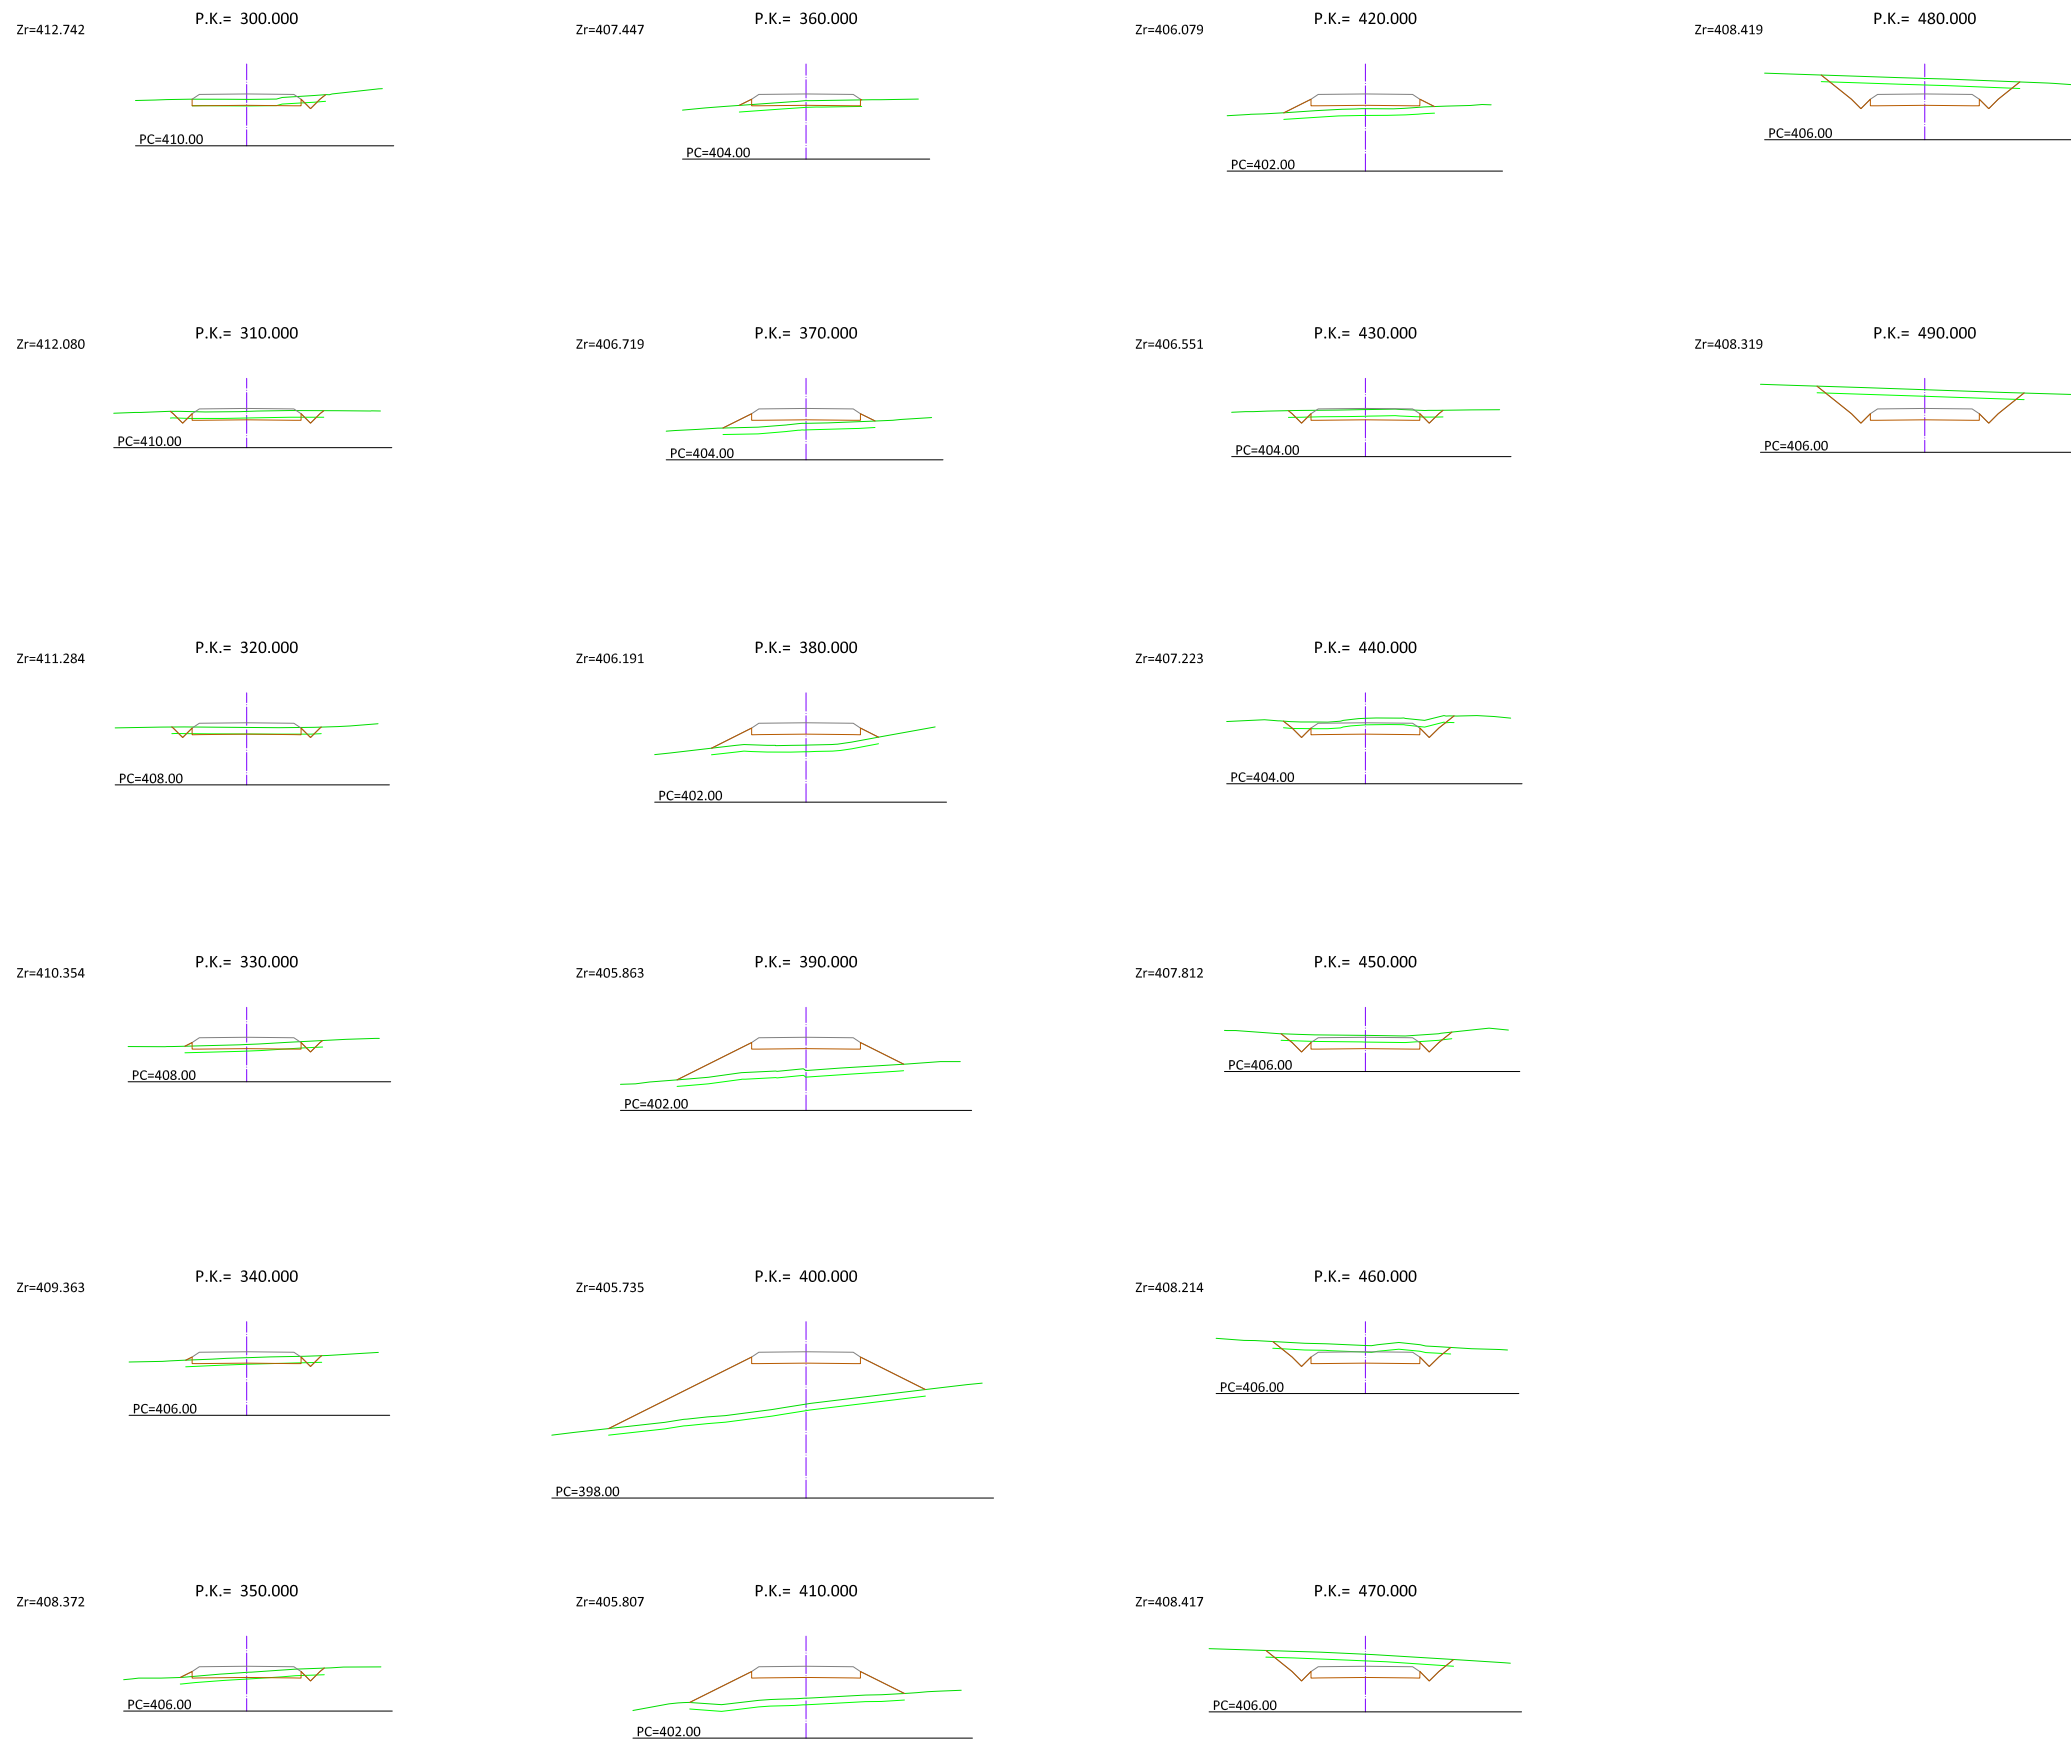 P.K.= 300.000
Zr=412.742
PC=410.00
P.K.= 310.000
Zr=412.080
PC=410.00
P.K.= 320.000
Zr=411.284
PC=408.00
P.K.= 330.000
Zr=410.354
PC=408.00
P.K.= 340.000
Zr=409.363
PC=406.00
P.K.= 350.000
Zr=408.372
PC=406.00
P.K.= 360.000
Zr=407.447
PC=404.00
P.K.= 370.000
Zr=406.719
PC=404.00
P.K.= 380.000
Zr=406.191
PC=402.00
P.K.= 390.000
Zr=405.863
PC=402.00
P.K.= 400.000
Zr=405.735
PC=398.00
P.K.= 410.000
Zr=405.807
PC=402.00
P.K.= 420.000
Zr=406.079
PC=402.00
P.K.= 430.000
Zr=406.551
PC=404.00
P.K.= 440.000
Zr=407.223
PC=404.00
P.K.= 450.000
Zr=407.812
PC=406.00
P.K.= 460.000
Zr=408.214
PC=406.00
P.K.= 470.000
Zr=408.417
PC=406.00
P.K.= 480.000
Zr=408.419
PC=406.00
P.K.= 490.000
Zr=408.319
PC=406.00